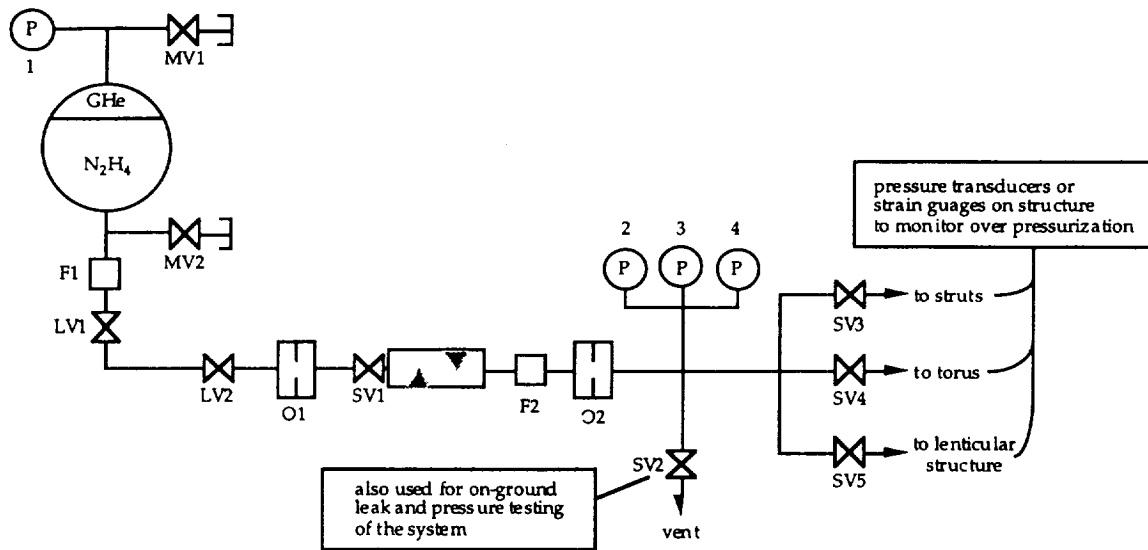 P
1
MV1
GHe
N₂H₄
MV2
F1
LV1
LV2
O1
SV1
F2
O2
2
3
4
P
P
P
SV2
vent
also used for on-ground
leak and pressure testing
of the system
pressure transducers or
strain guages on structure
to monitor over pressurization
SV3
to struts
SV4
to torus
SV5
to lenticular
structure